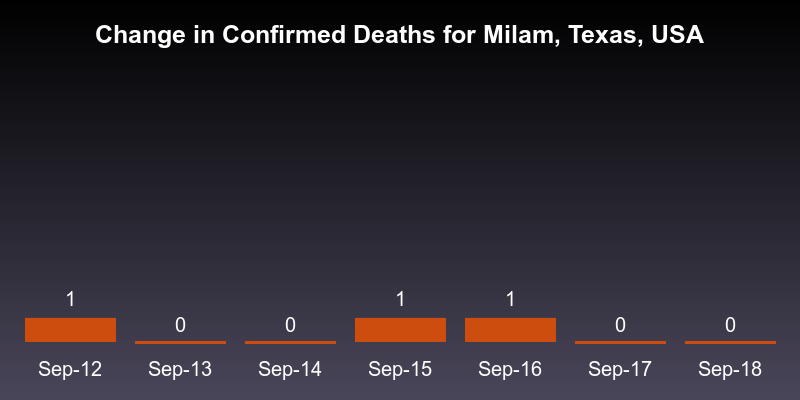 Change in Confirmed Deaths for Milam, Texas, USA
1 0 0 1 1 0 0
Sep-12 Sep-13 Sep-14 Sep-15 Sep-16 Sep-17 Sep-18